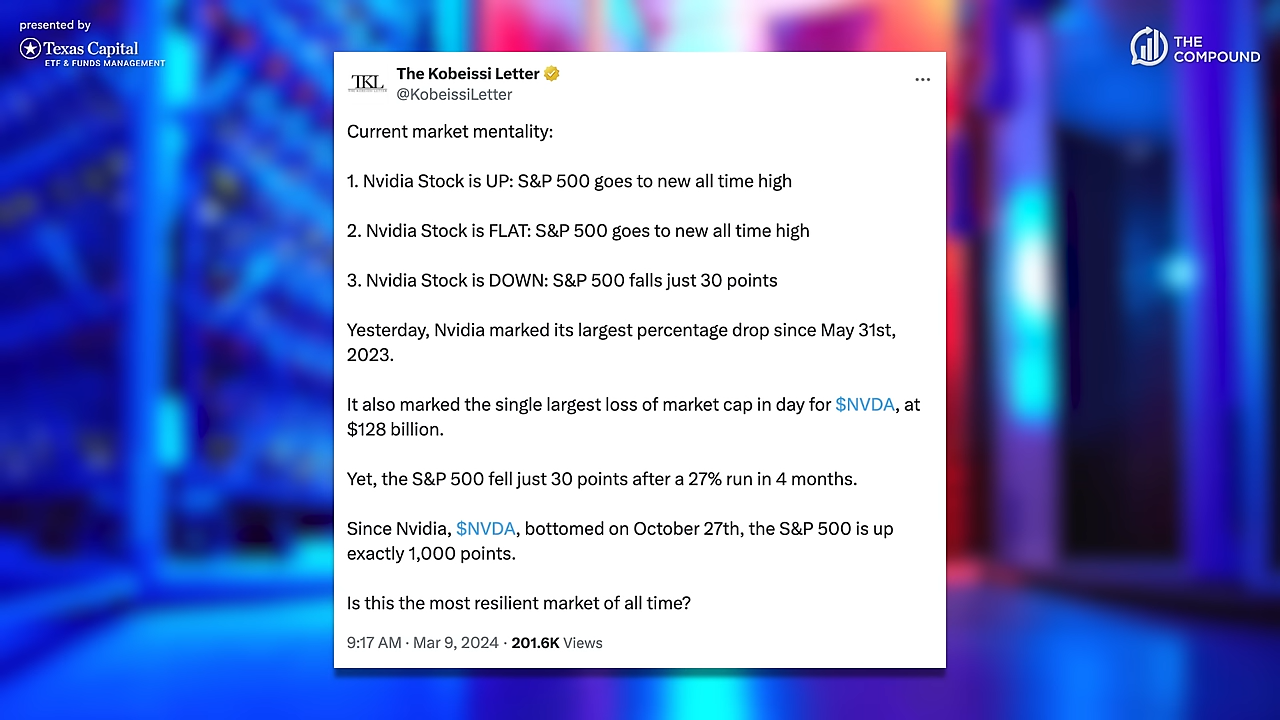 presented by
Texas Capital
ETF & FUNDS MANAGEMENT
THE
COMPOUND
TKL
The Kobeissi Letter
@KobeissiLetter
Current market mentality:
1. Nvidia Stock is UP: S&P 500 goes to new all time high
2. Nvidia Stock is FLAT: S&P 500 goes to new all time high
3. Nvidia Stock is DOWN: S&P 500 falls just 30 points
Yesterday, Nvidia marked its largest percentage drop since May 31st,
2023.
It also marked the single largest loss of market cap in day for $NVDA, at
$128 billion.
Yet, the S&P 500 fell just 30 points after a 27% run in 4 months.
Since Nvidia, $NVDA, bottomed on October 27th, the S&P 500 is up
exactly 1,000 points.
Is this the most resilient market of all time?
9:17 AM · Mar 9, 2024 · 201.6K Views